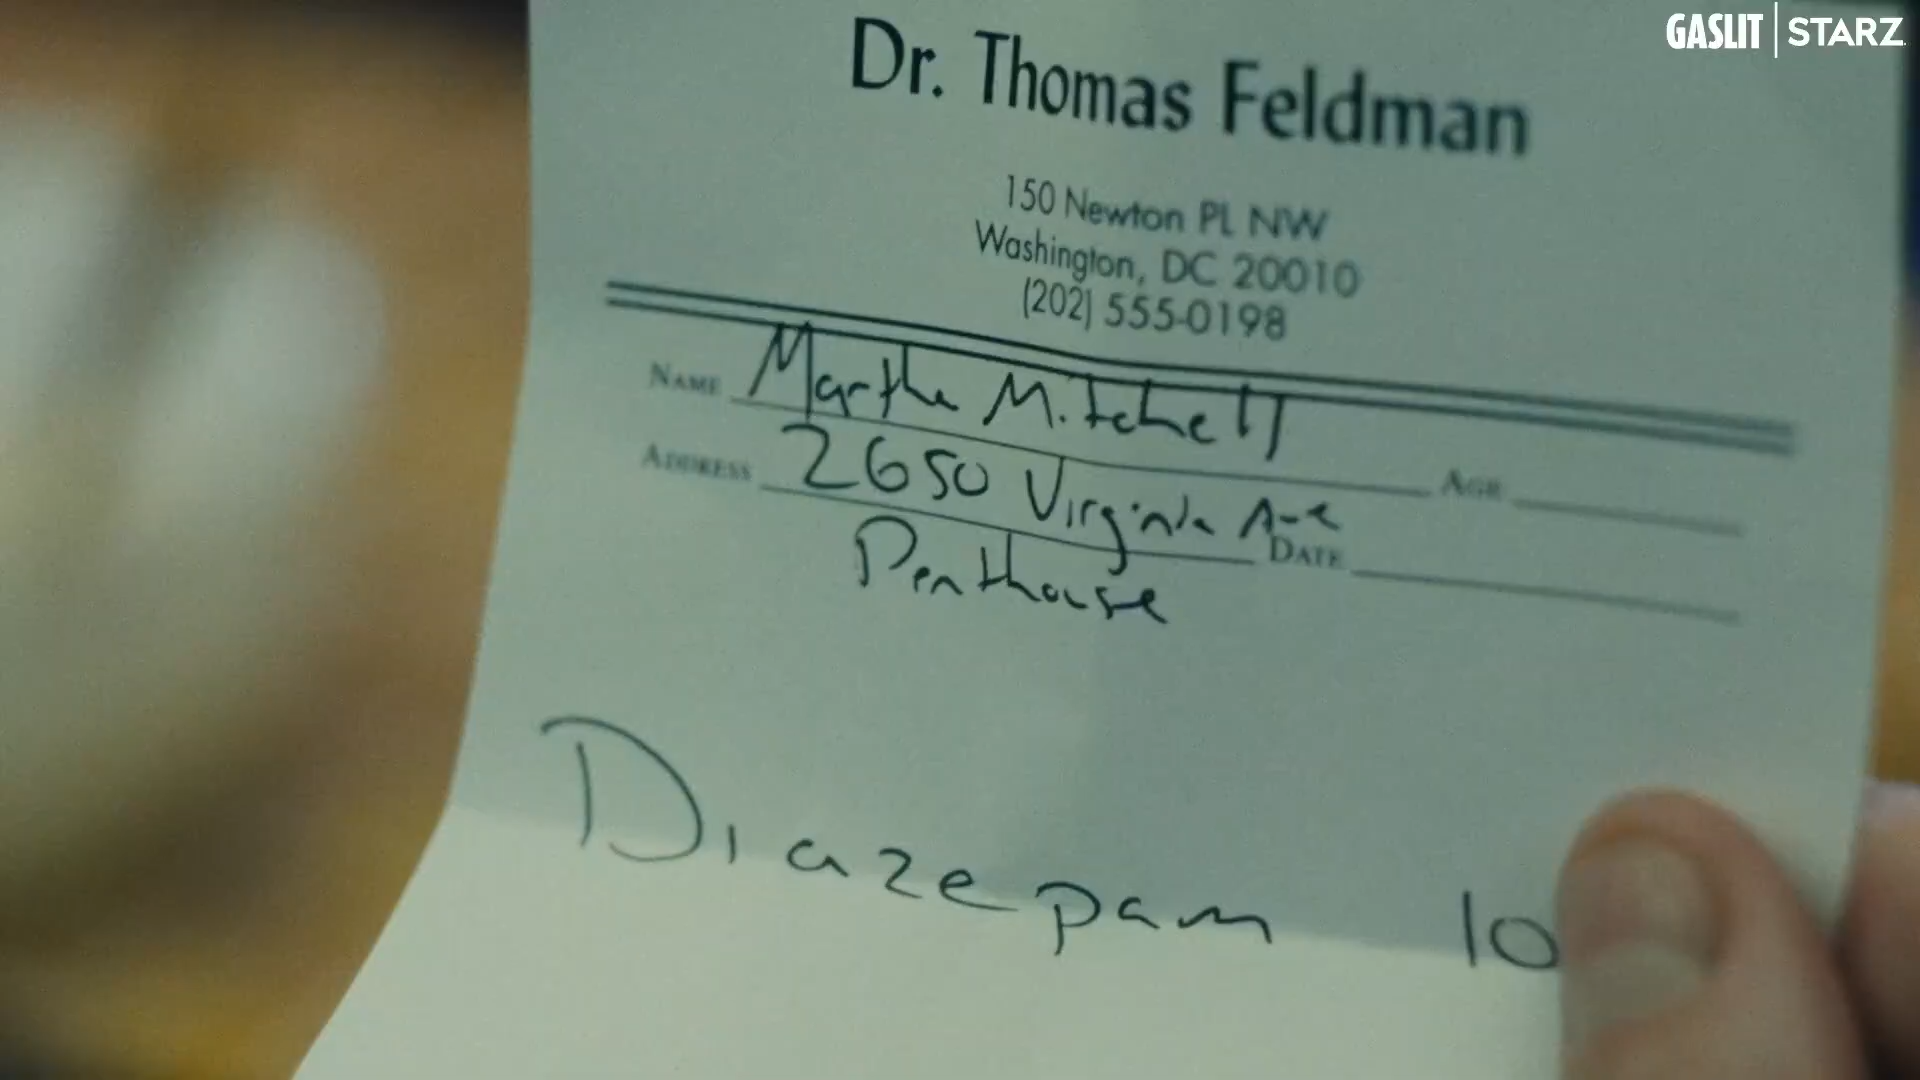 GASLIT | STARZ
Dr. Thomas Feldman
150 Newton PL NW
Washington, DC 20010
(202) 555-0198
NAME Martha Mitchell AGE
ADDRESS 2650 Virginia Ave DATE
Penthouse
Diazepam 10